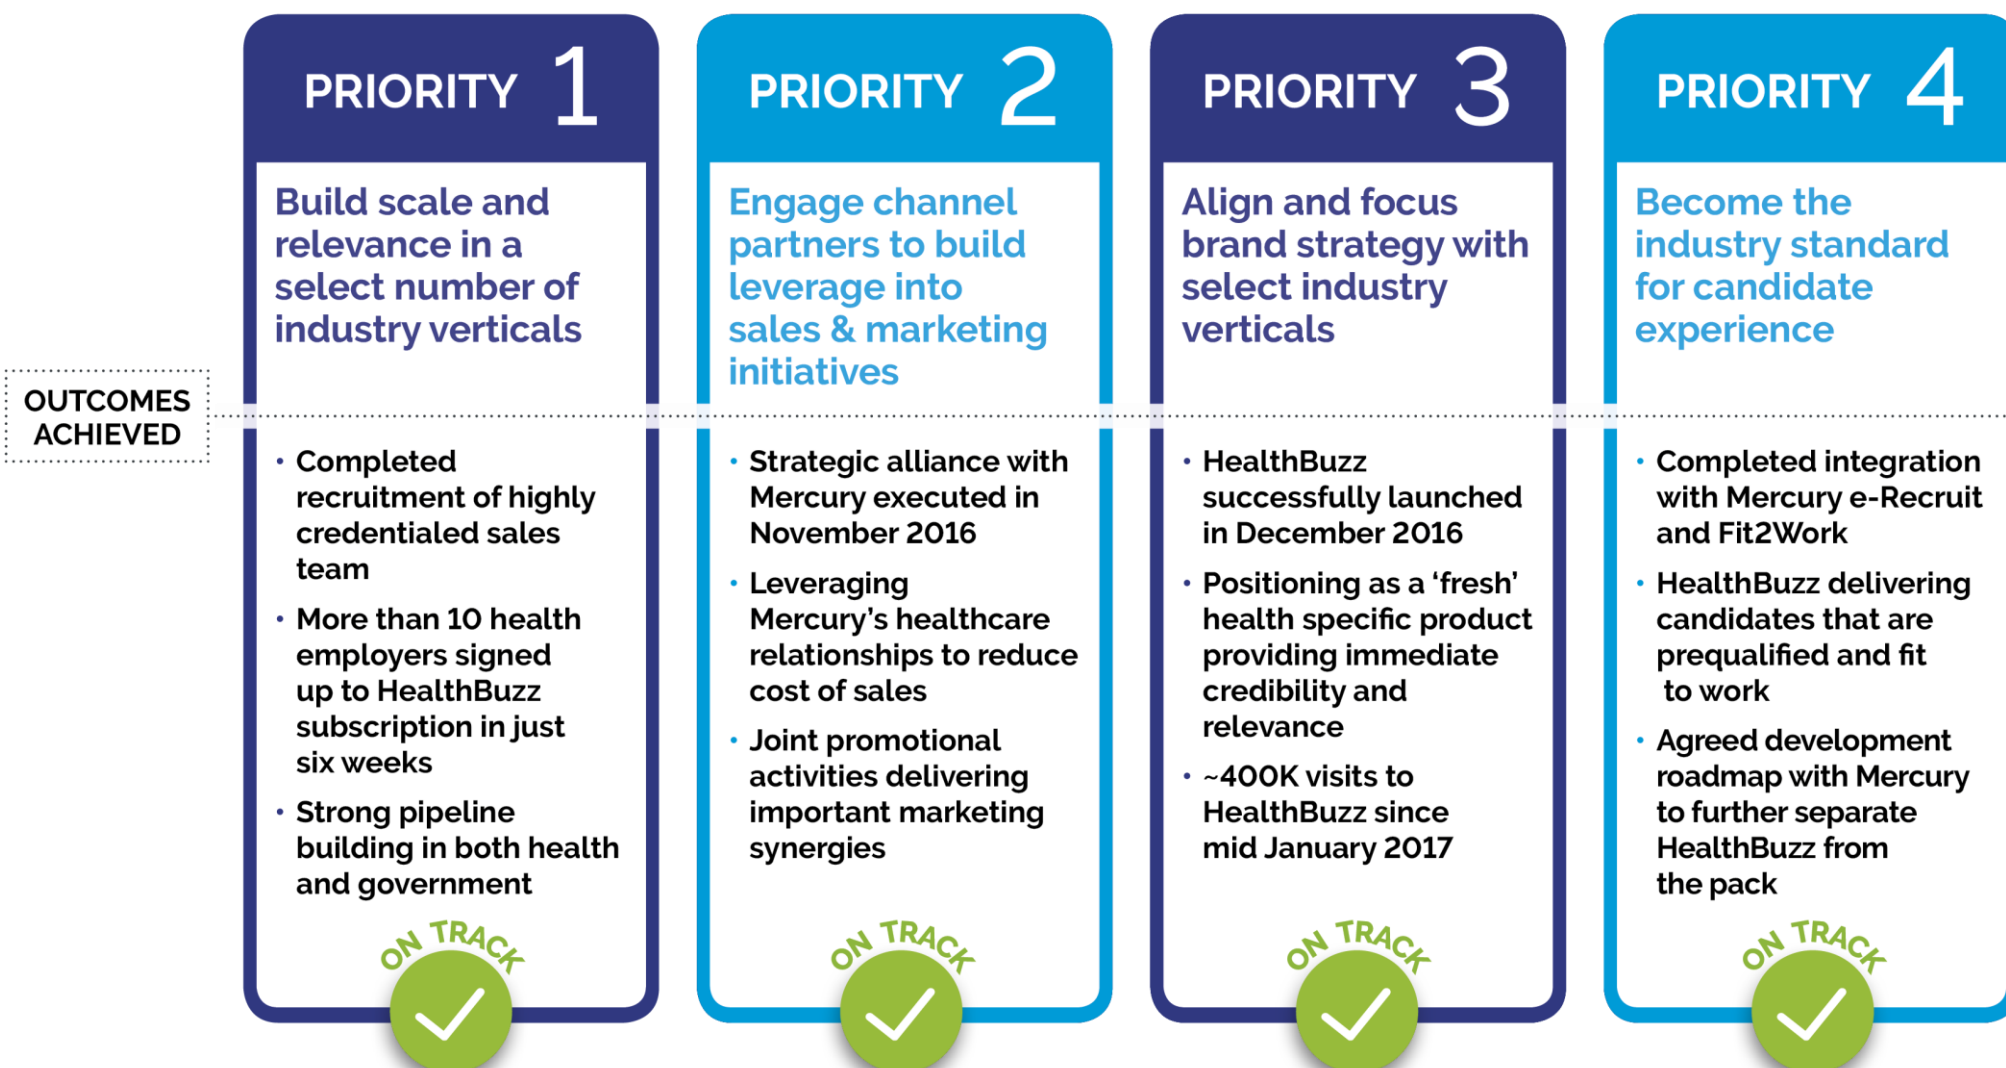 PRIORITY 1
Build scale and
relevance in a
select number of
industry verticals
PRIORITY 2
Engage channel
partners to build
leverage into
sales & marketing
initiatives
PRIORITY 3
Align and focus
brand strategy with
select industry
verticals
PRIORITY 4
Become the
industry standard
for candidate
experience
OUTCOMES
ACHIEVED
• Completed
recruitment of highly
credentialed sales
team
• More than 10 health
employers signed
up to HealthBuzz
subscription in just
six weeks
• Strong pipeline
building in both health
and government
ON TRACK
• Strategic alliance with
Mercury executed in
November 2016
• Leveraging
Mercury’s healthcare
relationships to reduce
cost of sales
• Joint promotional
activities delivering
important marketing
synergies
ON TRACK
• HealthBuzz
successfully launched
in December 2016
• Positioning as a ‘fresh’
health specific product
providing immediate
credibility and
relevance
• ~400K visits to
HealthBuzz since
mid January 2017
ON TRACK
• Completed integration
with Mercury e-Recruit
and Fit2Work
• HealthBuzz delivering
candidates that are
prequalified and fit
to work
• Agreed development
roadmap with Mercury
to further separate
HealthBuzz from
the pack
ON TRACK